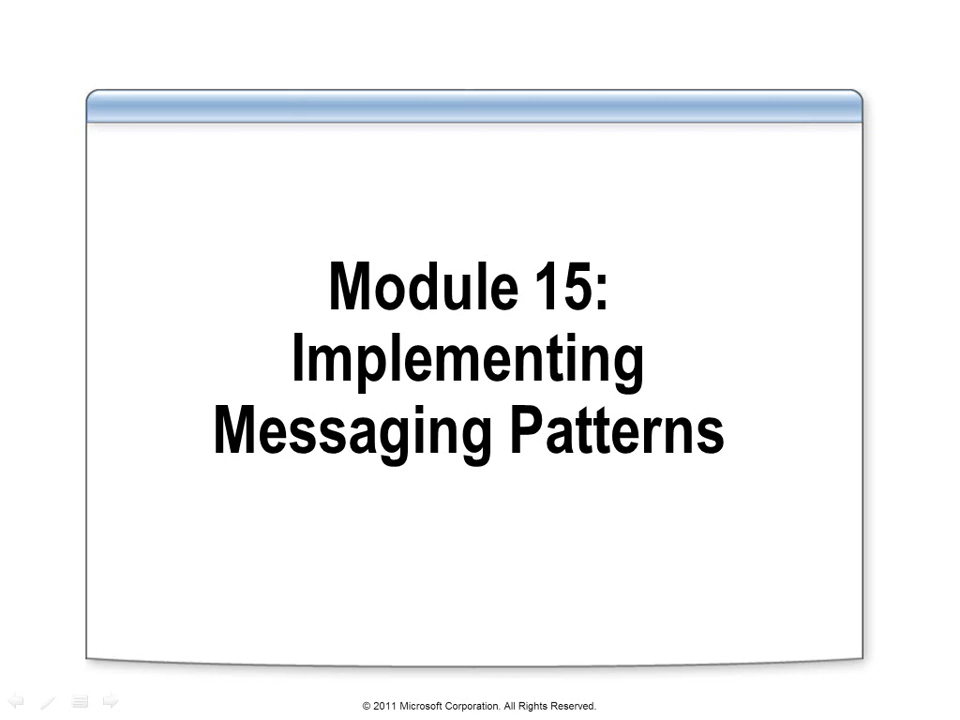 Module 15:
Implementing
Messaging Patterns
© 2011 Microsoft Corporation. All Rights Reserved.